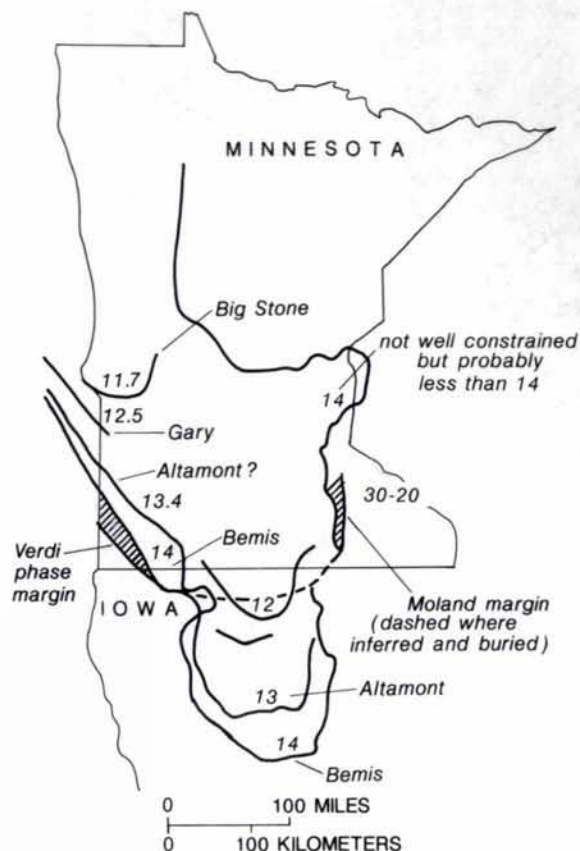 MINNESOTA
Big Stone
not well constrained
but probably
less than 14
11.7
14
12.5
Gary
Altamont ?
13.4
30-20
Bemis
Verdi
phase
margin
14
IOWA
12
Moland margin
(dashed where
inferred and buried)
13
Altamont
14
Bemis
0 100 MILES
0 100 KILOMETERS